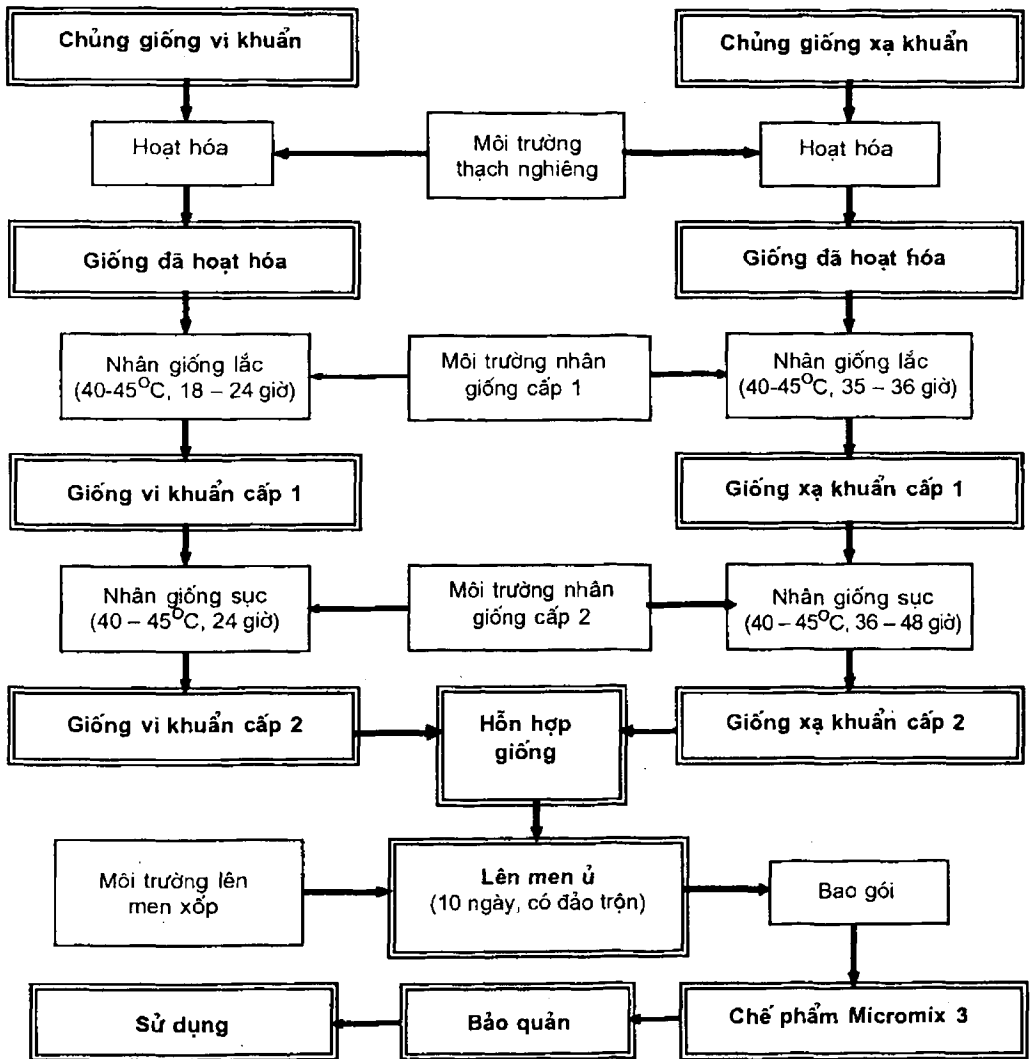 Chủng giống vi khuẩn
Chủng giống xạ khuẩn
Hoạt hóa
Môi trường
thạch nghiêng
Hoạt hóa
Giống đã hoạt hóa
Giống đã hoạt hóa
Nhân giống lắc
(40-45°C, 18 – 24 giờ)
Môi trường nhân
giống cấp 1
Nhân giống lắc
(40-45°C, 35 – 36 giờ)
Giống vi khuẩn cấp 1
Giống xạ khuẩn cấp 1
Nhân giống sục
(40 – 45°C, 24 giờ)
Môi trường nhân
giống cấp 2
Nhân giống sục
(40 – 45°C, 36 – 48 giờ)
Giống vi khuẩn cấp 2
Hỗn hợp
giống
Giống xạ khuẩn cấp 2
Môi trường lên
men xốp
Lên men ủ
(10 ngày, có đảo trộn)
Bao gói
Sử dụng
Bảo quản
Chế phẩm Micromix 3